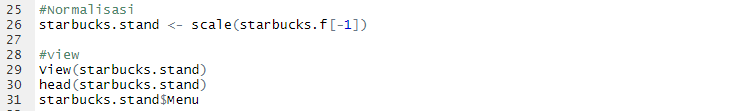 25 #Normalisasi
26 starbucks.stand <- scale(starbucks.f[-1])
27
28 #view
29 View(starbucks.stand)
30 head(starbucks.stand)
31 starbucks.stand$Menu